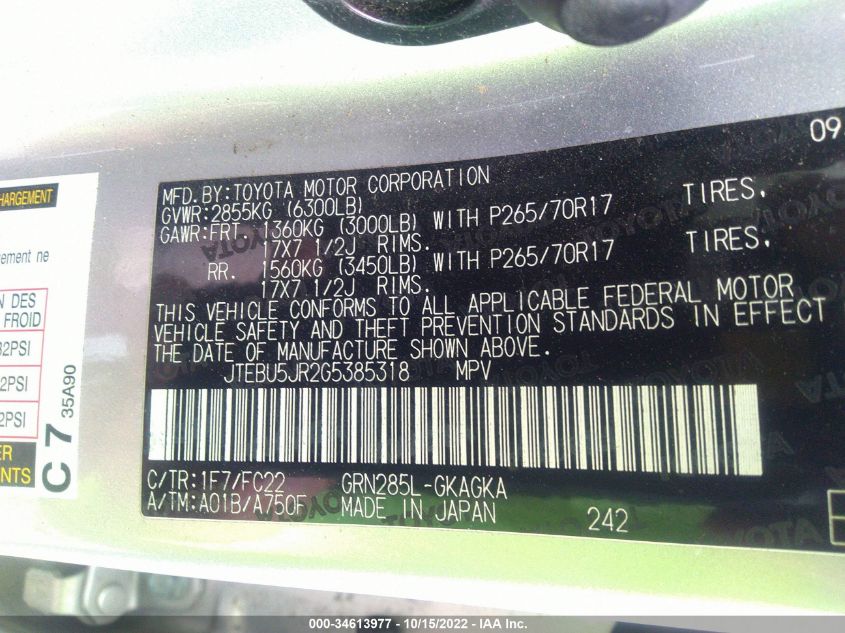 09
MFD.BY:TOYOTA MOTOR CORPORATION
GVWR:2855KG (6300LB)
GAWR:FRT. 1360KG (3000LB) WITH P265/70R17 TIRES,
17X7 1/2J RIMS.
RR. 1560KG (3450LB) WITH P265/70R17 TIRES,
17X7 1/2J RIMS.
THIS VEHICLE CONFORMS TO ALL APPLICABLE FEDERAL MOTOR
VEHICLE SAFETY AND THEFT PREVENTION STANDARDS IN EFFECT
THE DATE OF MANUFACTURE SHOWN ABOVE.
JTEBU5JR2G5385318 MPV
C/TR:1F7/FC22 GRN285L-GKAGKA
A/TM:A01B/A750F MADE IN JAPAN 242
HARGEMENT
ement ne
N DES
FROID
2PSI
2PSI
2PSI
ER
ENTS
C7 35A90
000-34613977 - 10/15/2022 - IAA Inc.